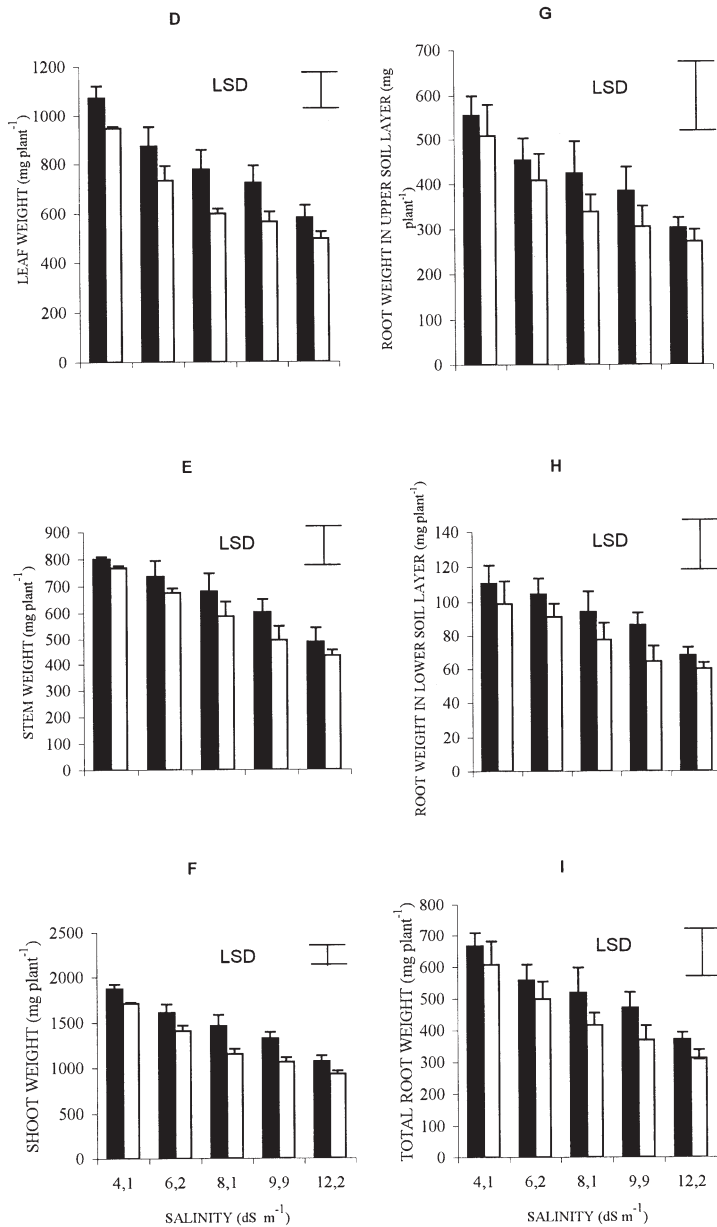 D
LEAF WEIGHT (mg plant-1)
1200
1000
800
600
400
200
0
LSD
G
ROOT WEIGHT IN UPPER SOIL LAYER (mg
plant-1)
700
600
500
400
300
200
100
0
LSD
E
STEM WEIGHT (mg plant-1)
900
800
700
600
500
400
300
200
100
0
LSD
H
ROOT WEIGHT IN LOWER SOIL LAYER (mg plant-1)
140
120
100
80
60
40
20
0
LSD
F
SHOOT WEIGHT (mg plant-1)
2500
2000
1500
1000
500
0
LSD
4,1 6,2 8,1 9,9 12,2
SALINITY (dS m-1)
I
TOTAL ROOT WEIGHT (mg plant-1)
800
700
600
500
400
300
200
100
0
LSD
4,1 6,2 8,1 9,9 12,2
SALINITY (dS m-1)